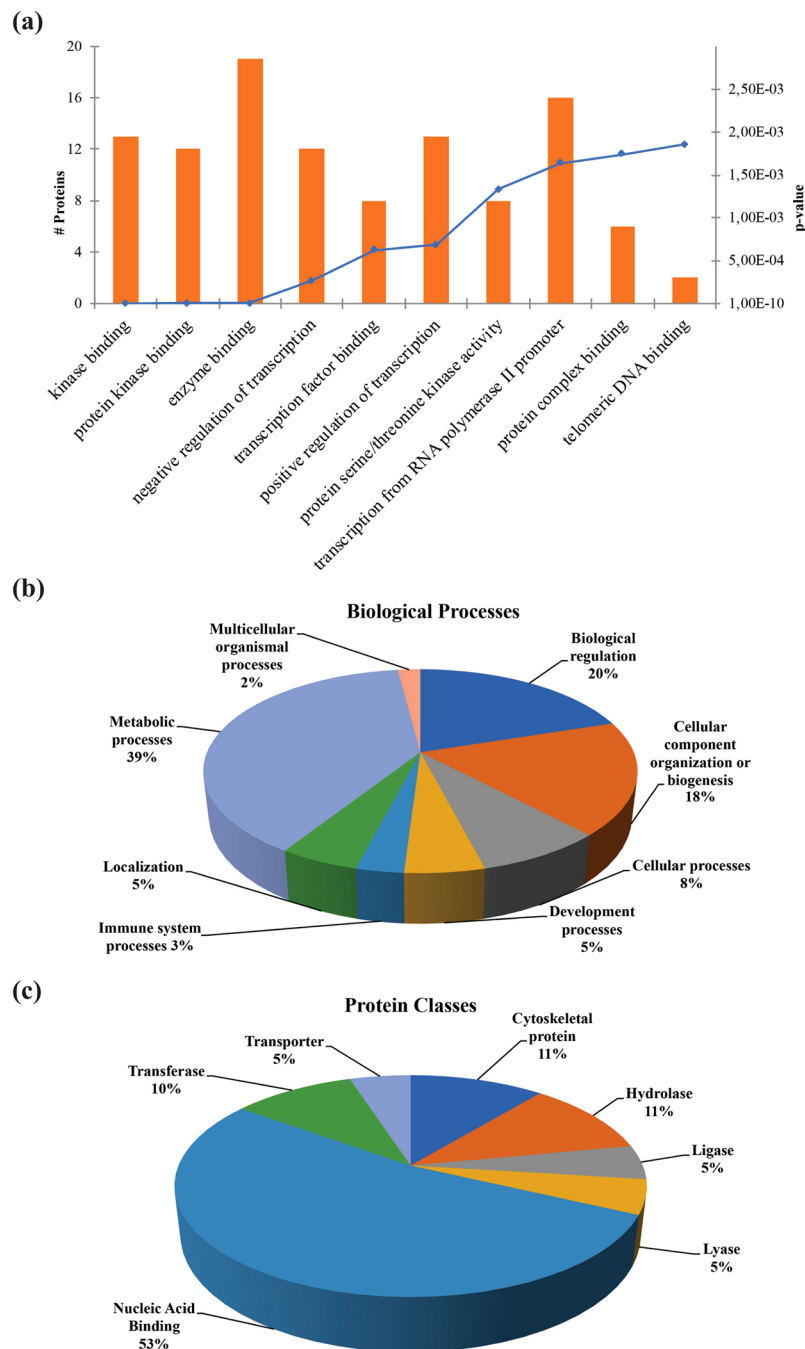 (a)
# Proteins
20
16
12
8
4
0
2,50E-03
2,00E-03
1,50E-03
1,00E-03
5,00E-04
1,00E-10
p-value
kinase binding
protein kinase binding
enzyme binding
negative regulation of transcription
transcription factor binding
positive regulation of transcription
protein serine/threonine kinase activity
transcription from RNA polymerase II promoter
protein complex binding
telomeric DNA binding
(b)
Biological Processes
Multicellular
organismal
processes
2%
Biological
regulation
20%
Metabolic
processes
39%
Cellular
component
organization or
biogenesis
18%
Localization
5%
Cellular processes
8%
Immune system
processes 3%
Development
processes
5%
(c)
Protein Classes
Cytoskeletal
protein
11%
Transporter
5%
Transferase
10%
Hydrolase
11%
Ligase
5%
Lyase
5%
Nucleic Acid
Binding
53%